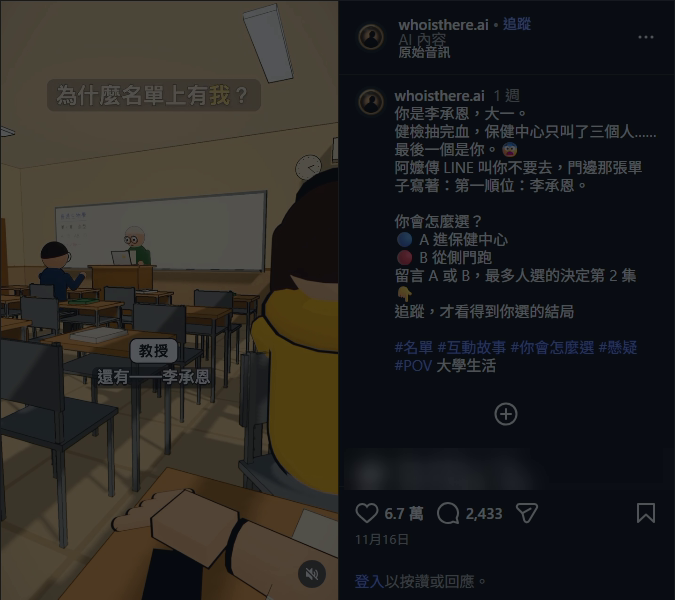 為什麼名單上有我？
教授
還有——李承恩
whoisthere.ai • 追蹤
AI 內容
原始音訊
whoisthere.ai 1 週
你是李承恩，大一。
健檢抽完血，保健中心只叫了三個人……
最後一個是你。😨
阿嬤傳 LINE 叫你不要去，門邊那張單
子寫著：第一順位：李承恩。
你會怎麼選？
🔵 A 進保健中心
🔴 B 從側門跑
留言 A 或 B，最多人選的決定第 2 集
👇
追蹤，才看得到你選的結局
#名單 #互動故事 #你會怎麼選 #懸疑
#POV 大學生活
6.7 萬 2,433
11月16日
登入以按讚或回應。